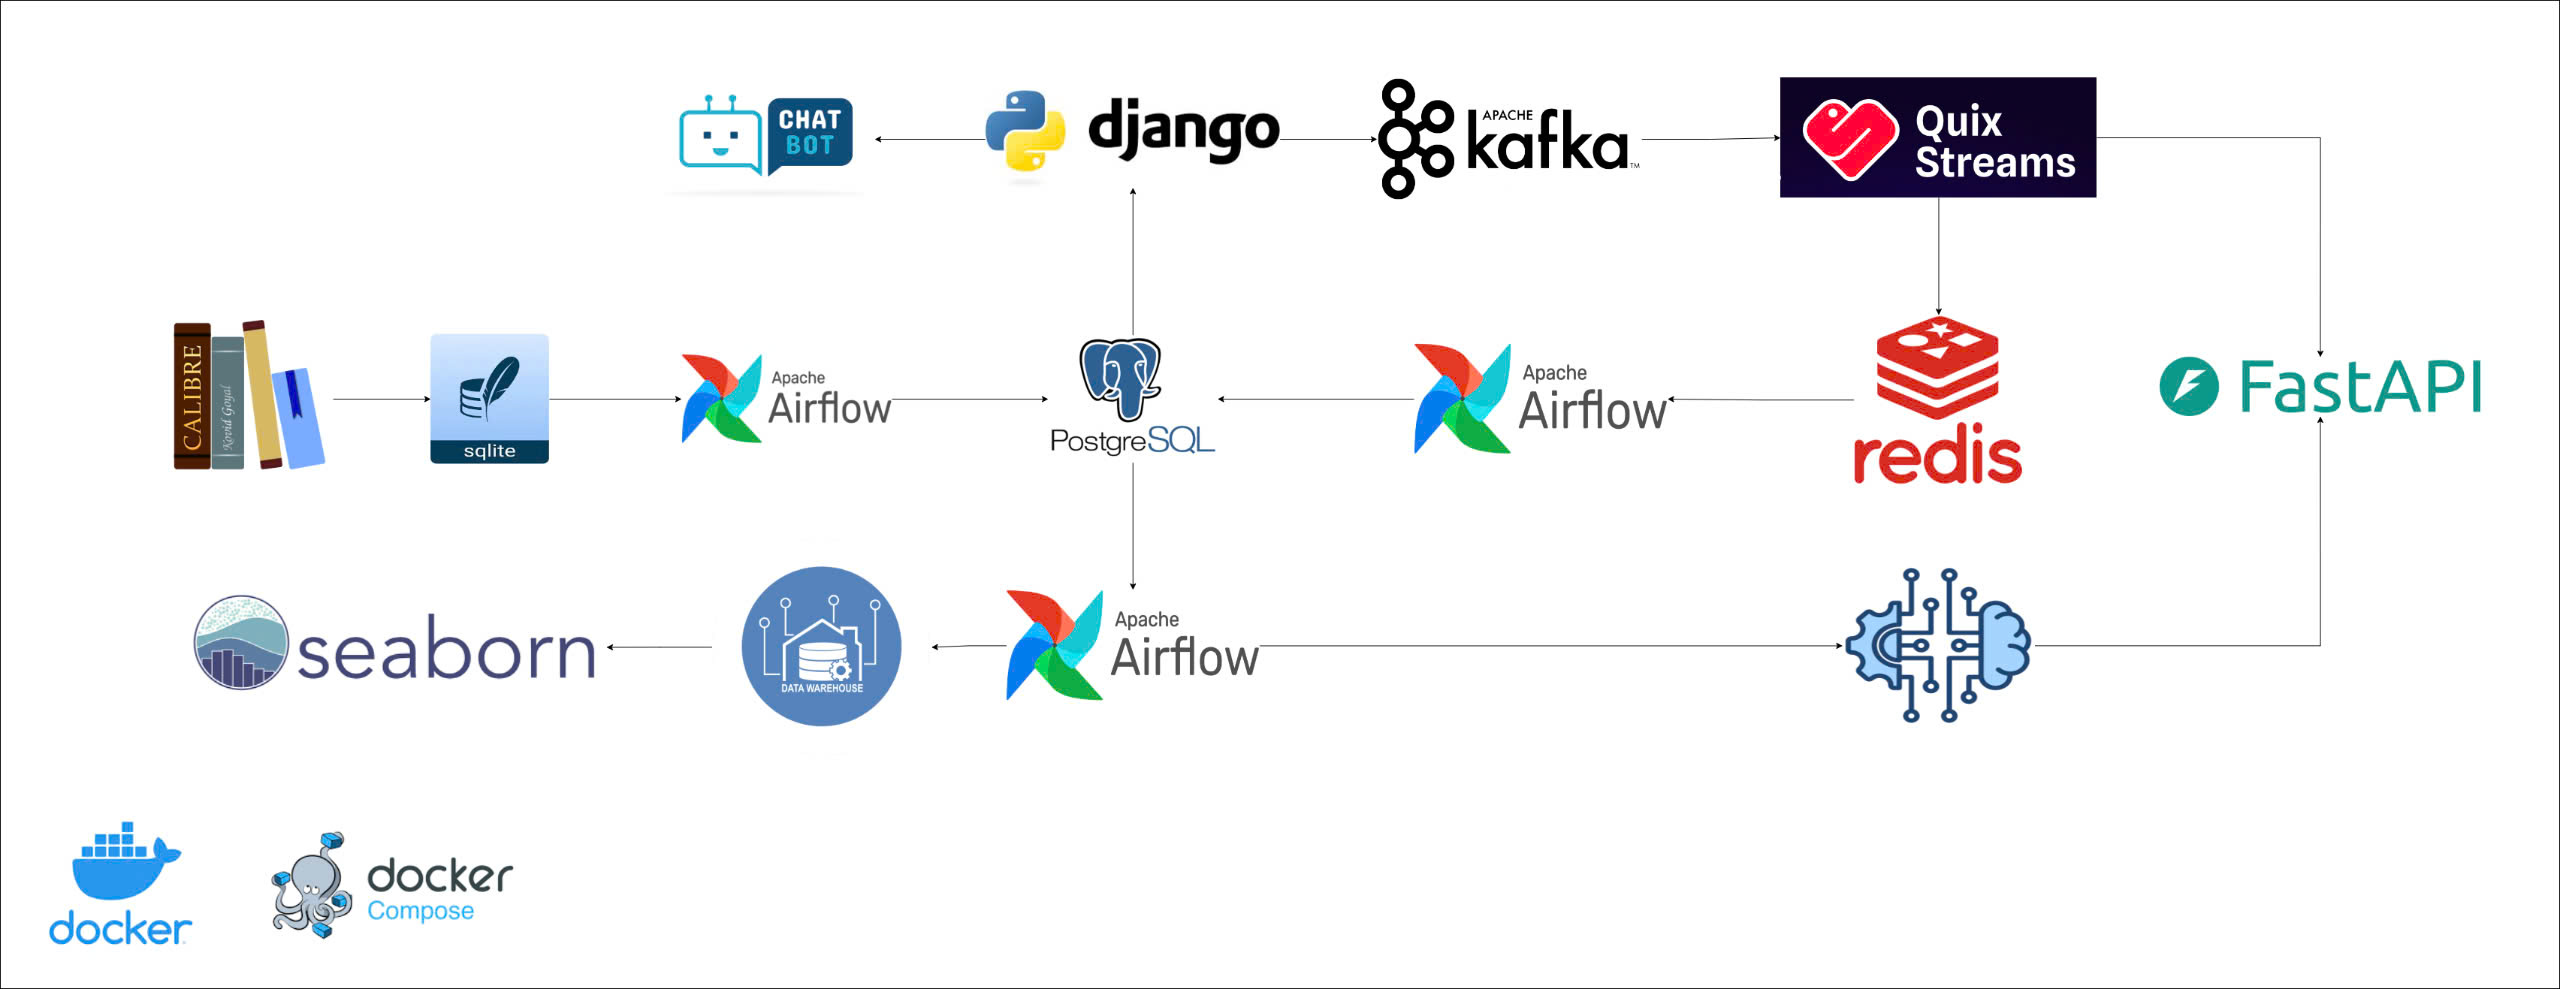 CHAT
BOT
django
APACHE
kafka™
Quix
Streams
CALIBRE
Kovid Goyal
sqlite
Apache
Airflow
PostgreSQL
Apache
Airflow
redis
FastAPI
seaborn
DATA WAREHOUSE
Apache
Airflow
docker
docker
Compose